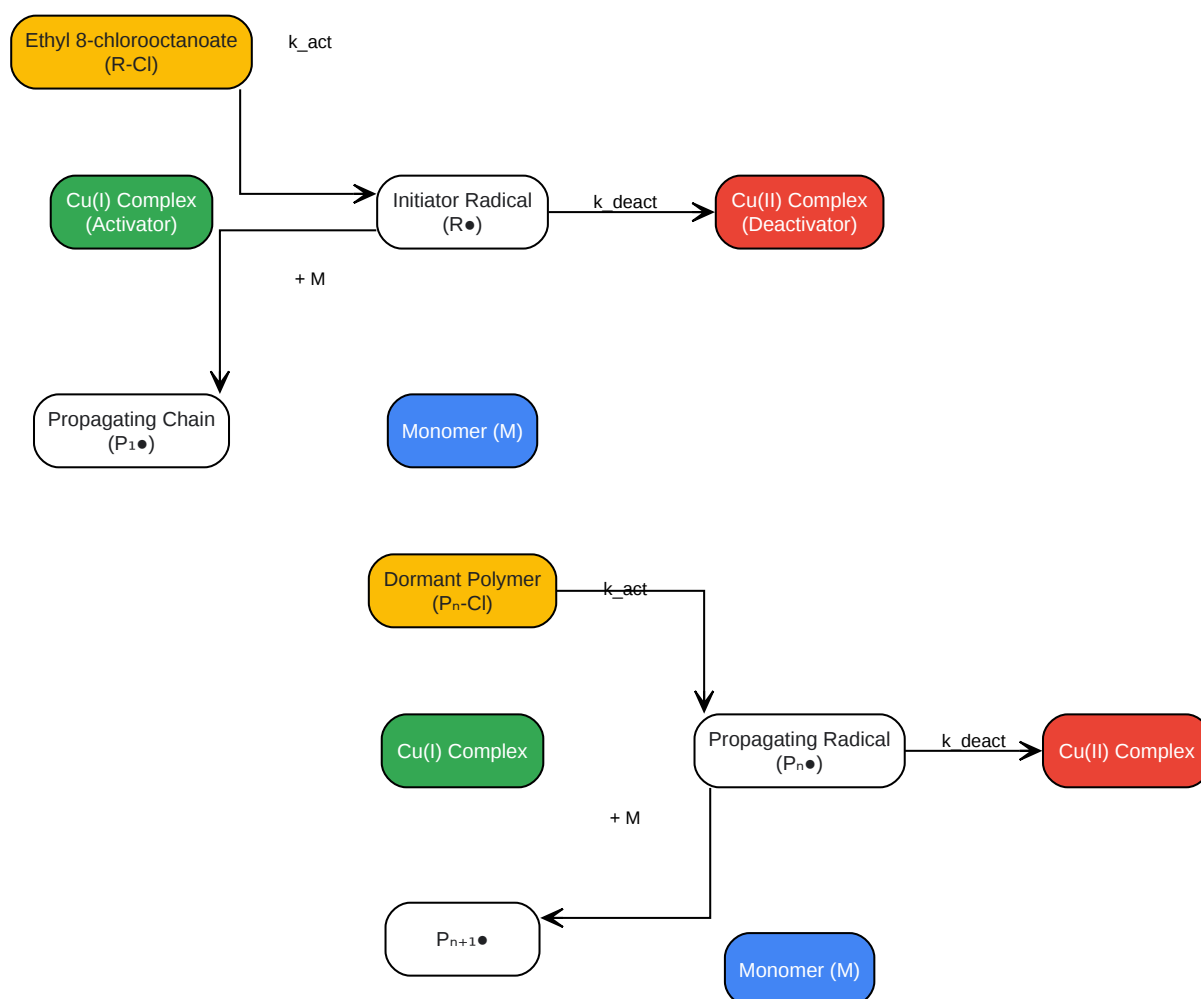 Ethyl 8-chlorooctanoate
(R-Cl)
k_act
Cu(I) Complex
(Activator)
Initiator Radical
(R●)
k_deact
Cu(II) Complex
(Deactivator)
+ M
Propagating Chain
(P₁●)
Monomer (M)
Dormant Polymer
(Pₙ-Cl)
k_act
Cu(I) Complex
Propagating Radical
(Pₙ●)
k_deact
Cu(II) Complex
+ M
Pₙ₊₁●
Monomer (M)